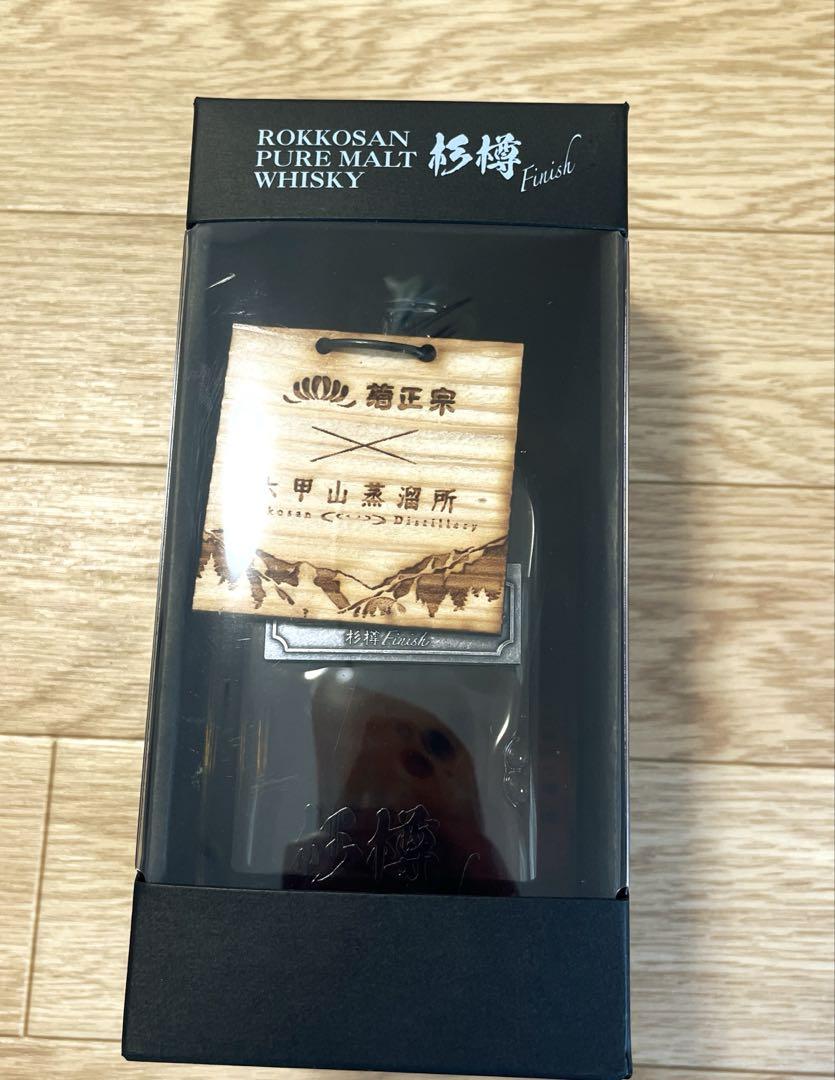 ROKKOSAN
PURE MALT
WHISKY
杉樽
Finish
菊正宗
甲山蒸溜所
kosan Distillery
杉樽 Finish
杉樽